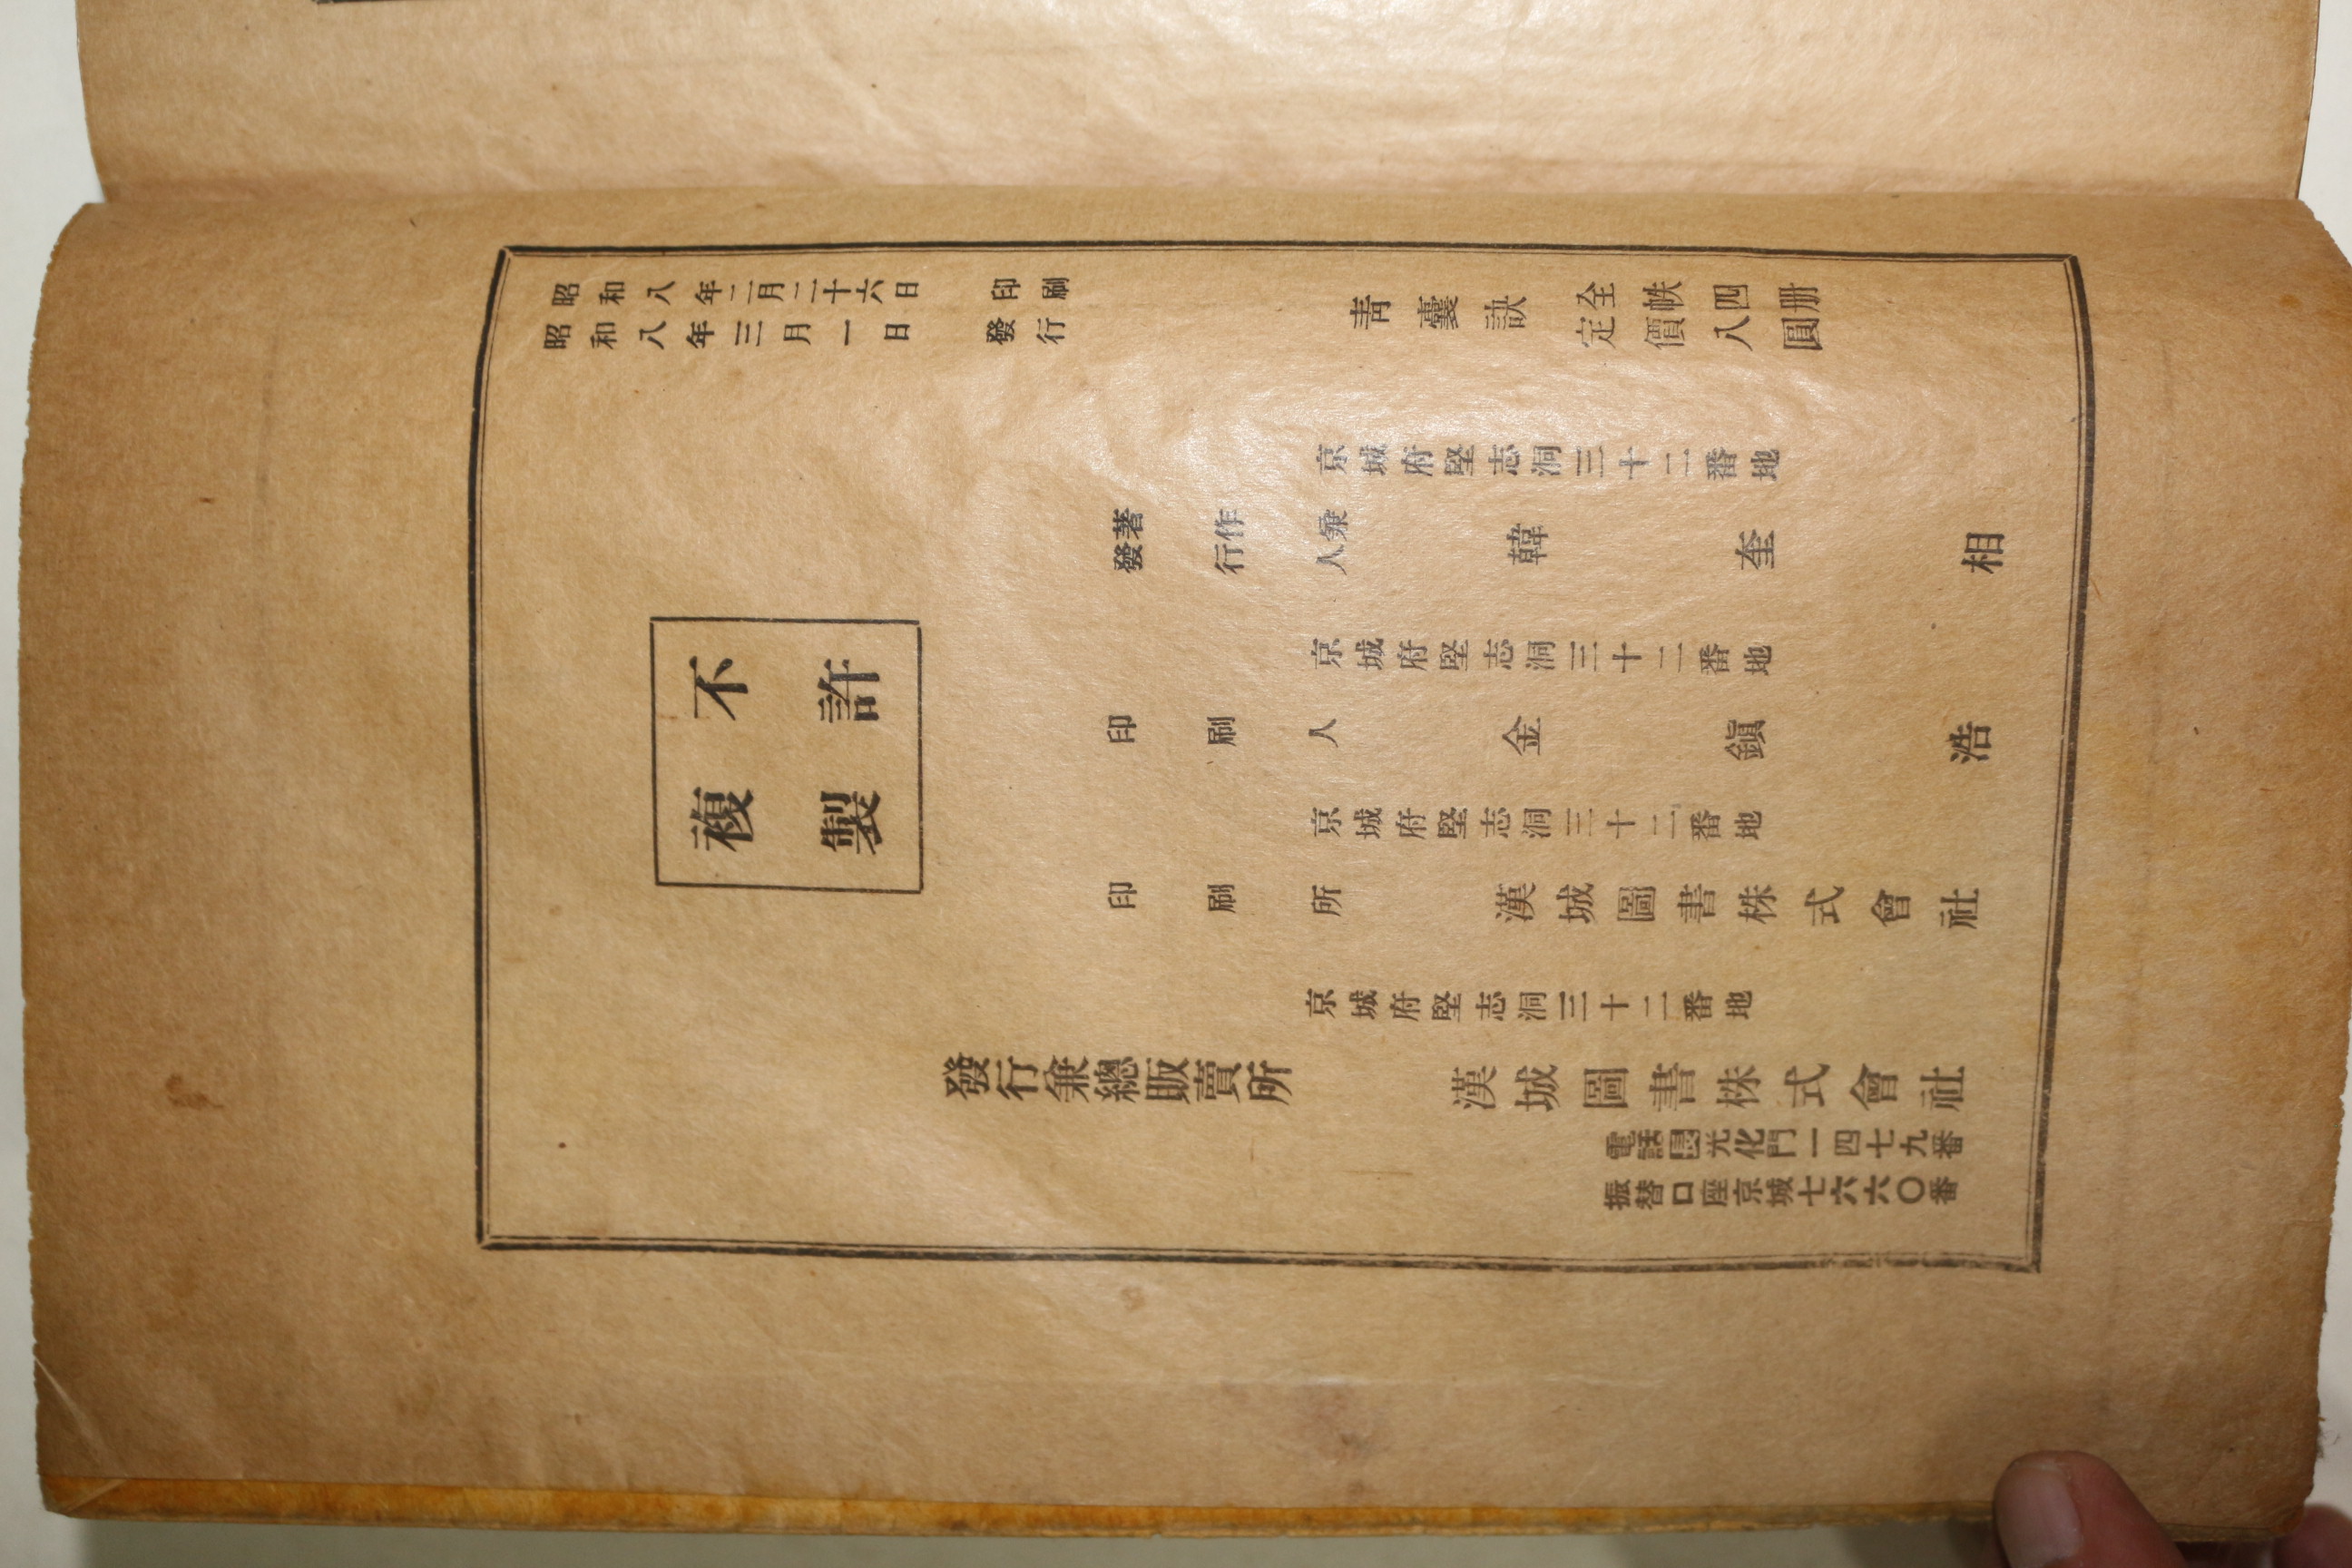 昭和八年二月二十六日 印刷
昭和八年三月一日 發行
靑囊訣
全帙四册
定價八圓
不許
複製
京城府堅志洞三十二番地
著作兼
發行人 韓奎相
京城府堅志洞三十二番地
印刷人 金鎭浩
京城府堅志洞三十二番地
印刷所 漢城圖書株式會社
京城府堅志洞三十二番地
發行兼總販賣所 漢城圖書株式會社
電話光化門一四七九番
振替口座京城七六六〇番